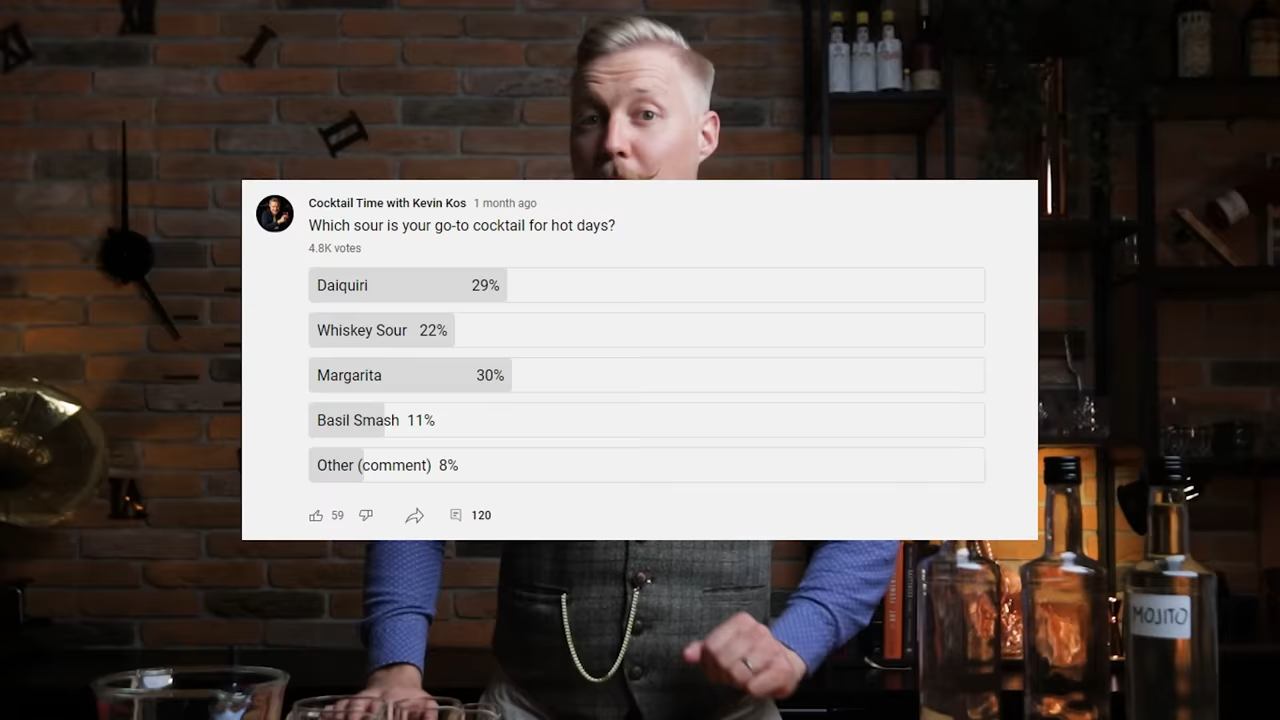 Cocktail Time with Kevin Kos 1 month ago
Which sour is your go-to cocktail for hot days?
4.8K votes
Daiquiri 29%
Whiskey Sour 22%
Margarita 30%
Basil Smash 11%
Other (comment) 8%
59 120
MOJITO